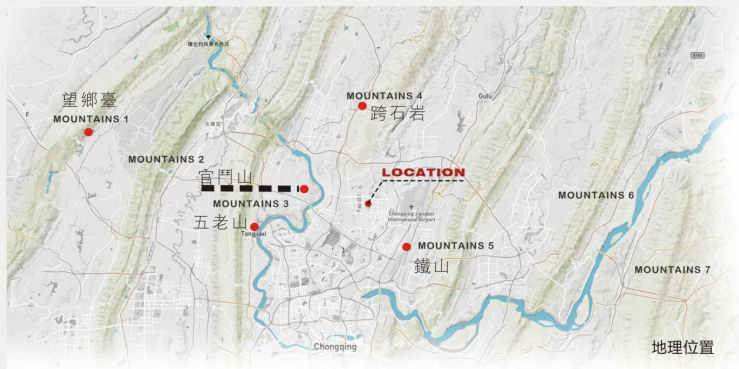 望鄉臺
MOUNTAINS 1
MOUNTAINS 2
官鬥山
MOUNTAINS 3
五老山
Tongjiaxi
MOUNTAINS 4
跨石岩
Gulu
LOCATION
Chongqing Jiangbei
International Airport
MOUNTAINS 5
鐵山
MOUNTAINS 6
MOUNTAINS 7
Chongqing
地理位置